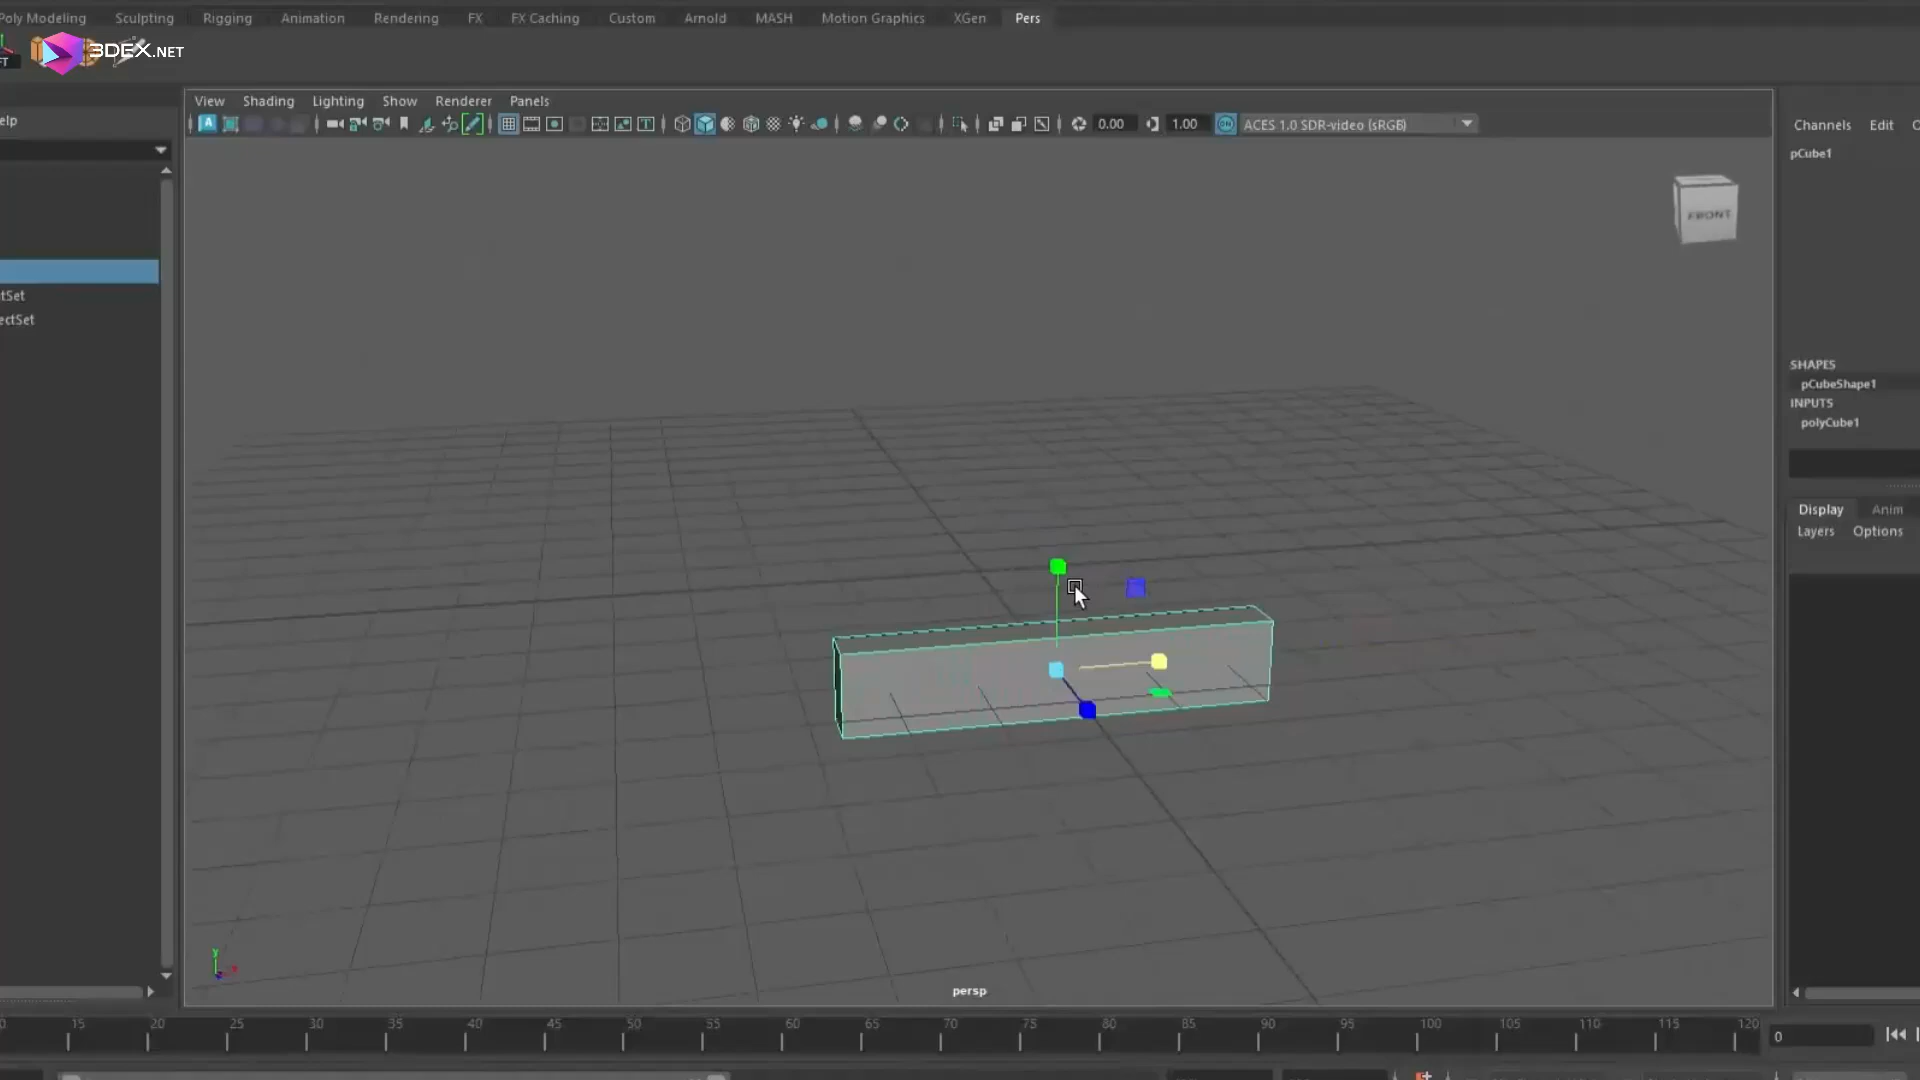 Poly Modeling Sculpting Rigging Animation Rendering FX FX Caching Custom Arnold MASH Motion Graphics XGen Pers
FT 3DEX.NET
View Shading Lighting Show Renderer Panels
elp
A 0.00 1.00 ON ACES 1.0 SDR-video (sRGB)
Channels Edit
pCube1
FRONT
tSet
ectSet
SHAPES
pCubeShape1
INPUTS
polyCube1
Display Anim
Layers Options
y
persp
0 15 20 25 30 35 40 45 50 55 60 65 70 75 80 85 90 95 100 105 110 115 120
0